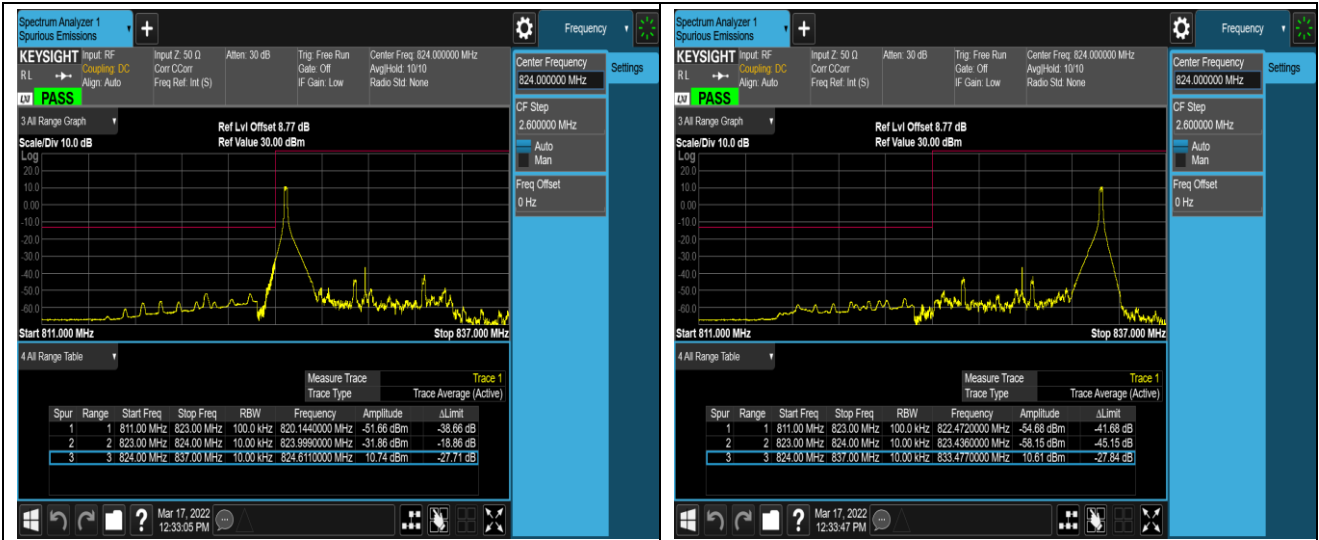 Spectrum Analyzer 1
Spurious Emissions
Frequency
KEYSIGHT Input: RF Input Z: 50 Ω Atten: 30 dB Trig: Free Run Center Freq: 824.000000 MHz
Coupling: DC Corr CCorr Gate: Off Avg|Hold: 10/10
RL Align: Auto Freq Ref: Int (S) IF Gain: Low Radio Std: None
LXI PASS
Center Frequency
824.000000 MHz
Settings
CF Step
2.600000 MHz
Auto
Man
Freq Offset
0 Hz
3 All Range Graph
Ref Lvl Offset 8.77 dB
Scale/Div 10.0 dB Ref Value 30.00 dBm
Log
20.0
10.0
0.00
-10.0
-20.0
-30.0
-40.0
-50.0
-60.0
Start 811.000 MHz Stop 837.000 MHz
4 All Range Table
Measure Trace Trace 1
Trace Type Trace Average (Active)
Spur Range Start Freq Stop Freq RBW Frequency Amplitude ΔLimit
1 1 811.00 MHz 823.00 MHz 100.0 kHz 820.1440000 MHz -51.66 dBm -38.66 dB
2 2 823.00 MHz 824.00 MHz 10.00 kHz 823.9990000 MHz -31.86 dBm -18.86 dB
3 3 824.00 MHz 837.00 MHz 10.00 kHz 824.6110000 MHz 10.74 dBm -27.71 dB
?
Mar 17, 2022
12:33:05 PM
Spectrum Analyzer 1
Spurious Emissions
Frequency
KEYSIGHT Input: RF Input Z: 50 Ω Atten: 30 dB Trig: Free Run Center Freq: 824.000000 MHz
Coupling: DC Corr CCorr Gate: Off Avg|Hold: 10/10
RL Align: Auto Freq Ref: Int (S) IF Gain: Low Radio Std: None
LXI PASS
Center Frequency
824.000000 MHz
Settings
CF Step
2.600000 MHz
Auto
Man
Freq Offset
0 Hz
3 All Range Graph
Ref Lvl Offset 8.77 dB
Scale/Div 10.0 dB Ref Value 30.00 dBm
Log
20.0
10.0
0.00
-10.0
-20.0
-30.0
-40.0
-50.0
-60.0
Start 811.000 MHz Stop 837.000 MHz
4 All Range Table
Measure Trace Trace 1
Trace Type Trace Average (Active)
Spur Range Start Freq Stop Freq RBW Frequency Amplitude ΔLimit
1 1 811.00 MHz 823.00 MHz 100.0 kHz 822.4720000 MHz -54.68 dBm -41.68 dB
2 2 823.00 MHz 824.00 MHz 10.00 kHz 823.4360000 MHz -58.15 dBm -45.15 dB
3 3 824.00 MHz 837.00 MHz 10.00 kHz 833.4770000 MHz 10.61 dBm -27.84 dB
?
Mar 17, 2022
12:33:47 PM